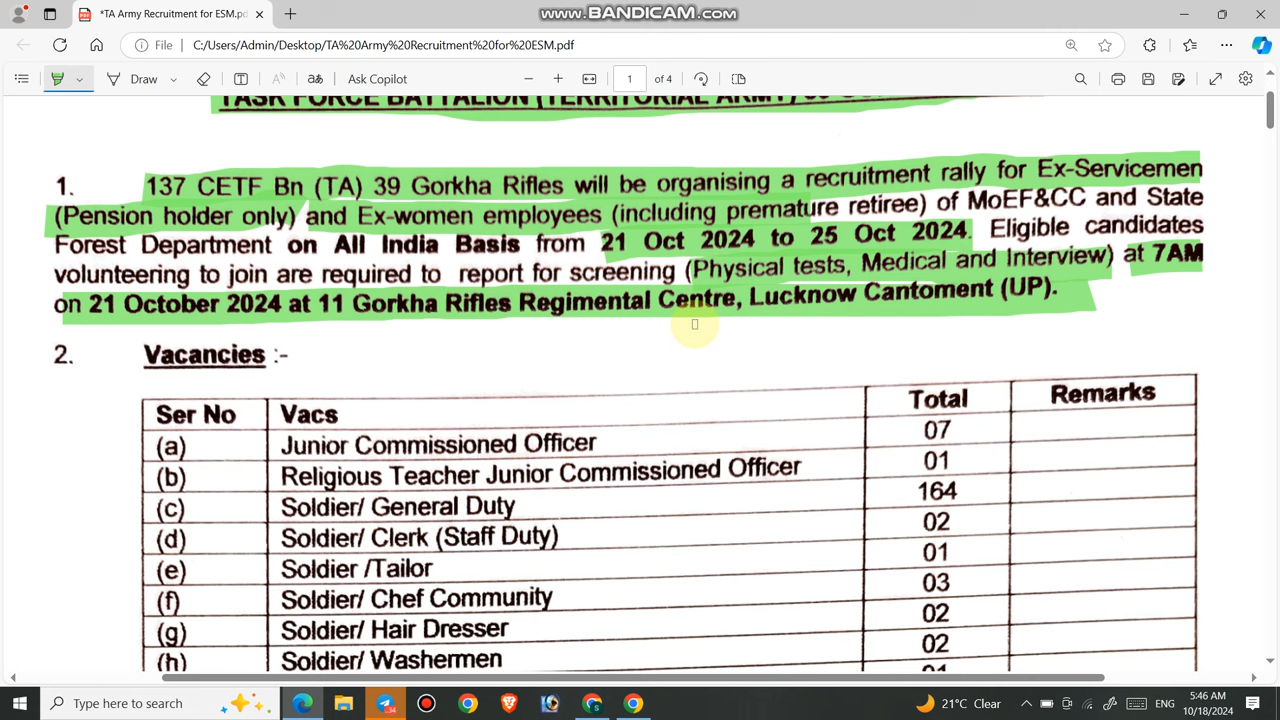 www.BANDICAM.com
*TA Army Recruitment for ESM.pd
File
C:/Users/Admin/Desktop/TA%20Army%20Recruitment%20for%20ESM.pdf
Draw
Ask Copilot
1 of 4
TASK FORCE BATTALION (TERRITORIAL ARMY) 39
1. 137 CETF Bn (TA) 39 Gorkha Rifles will be organising a recruitment rally for Ex-Servicemen
(Pension holder only) and Ex-women employees (including premature retiree) of MoEF&CC and State
Forest Department on All India Basis from 21 Oct 2024 to 25 Oct 2024. Eligible candidates
volunteering to join are required to report for screening (Physical tests, Medical and Interview) at 7AM
on 21 October 2024 at 11 Gorkha Rifles Regimental Centre, Lucknow Cantoment (UP).
2. Vacancies :-
Ser No Vacs Total Remarks
(a) Junior Commissioned Officer 07
(b) Religious Teacher Junior Commissioned Officer 01
(c) Soldier/ General Duty 164
(d) Soldier/ Clerk (Staff Duty) 02
(e) Soldier /Tailor 01
(f) Soldier/ Chef Community 03
(g) Soldier/ Hair Dresser 02
(h) Soldier/ Washermen 02
01
Type here to search
34
21°C Clear
5:46 AM
10/18/2024